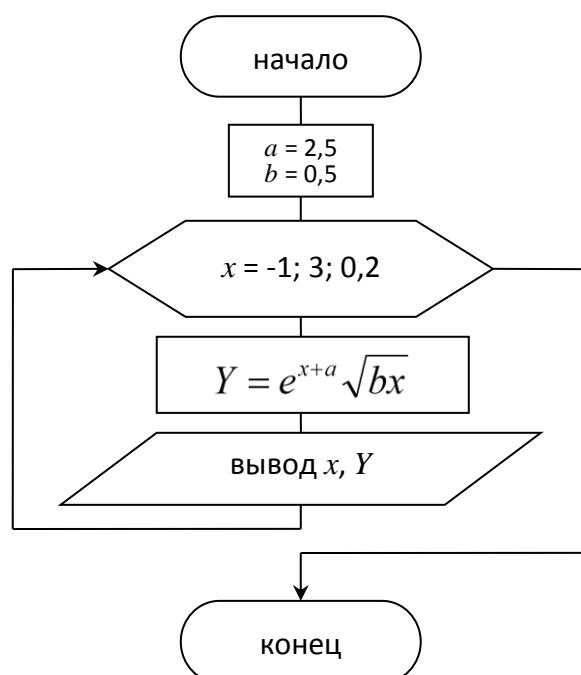 начало
a = 2,5
b = 0,5
x = -1; 3; 0,2
Y = e^{x+a} √(bx)
вывод x, Y
конец